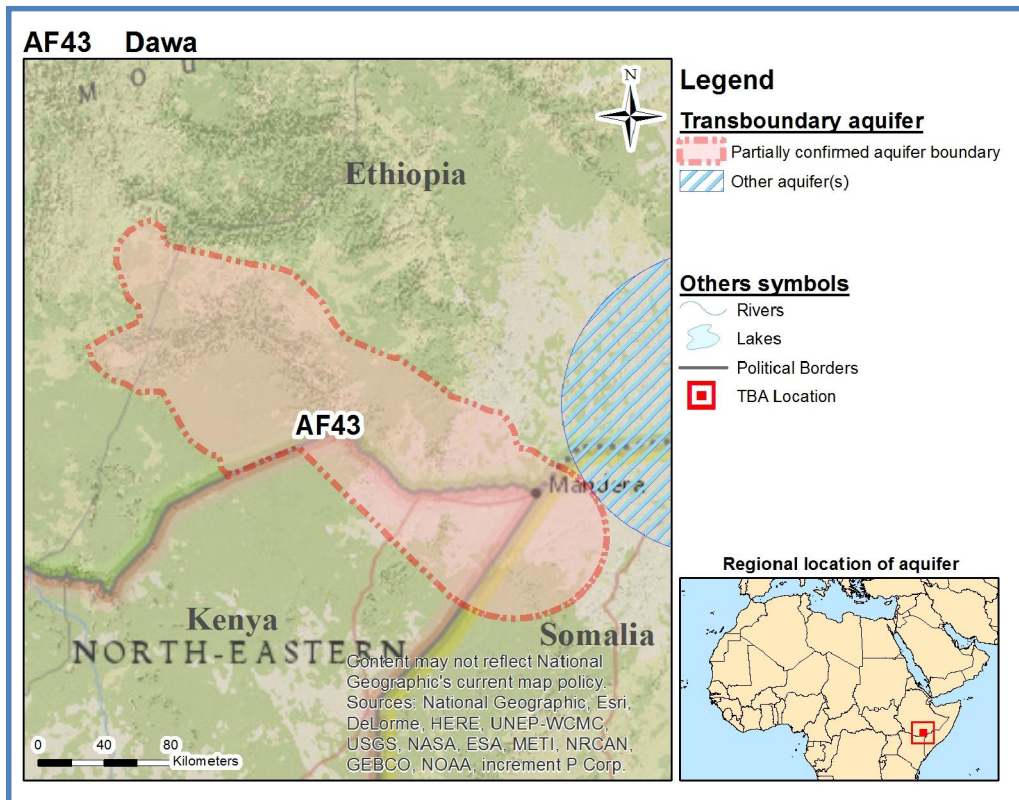 AF43 Dawa
M o u
N
Ethiopia
AF43
Mandera
Kenya
NORTH-EASTERN
Somalia
Content may not reflect National
Geographic's current map policy.
Sources: National Geographic, Esri,
DeLorme, HERE, UNEP-WCMC,
USGS, NASA, ESA, METI, NRCAN,
GEBCO, NOAA, increment P Corp.
0 40 80
Kilometers
Legend
Transboundary aquifer
Partially confirmed aquifer boundary
Other aquifer(s)
Others symbols
Rivers
Lakes
Political Borders
TBA Location
Regional location of aquifer